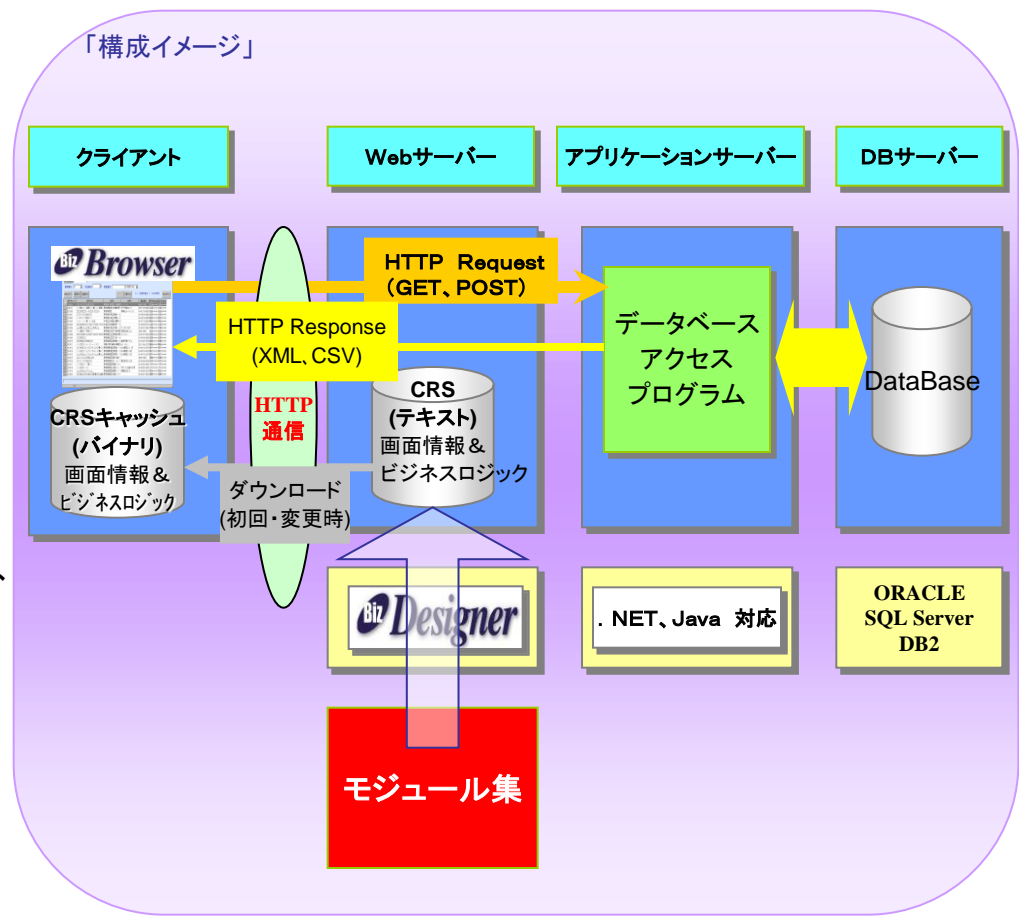 「構成イメージ」
クライアント
Webサーバー
アプリケーションサーバー
DBサーバー
Biz Browser
HTTP Request
(GET、POST)
HTTP Response
(XML、CSV)
データベース
アクセス
プログラム
DataBase
CRSキャッシュ
(バイナリ)
画面情報&
ビジネスロジック
HTTP
通信
CRS
(テキスト)
画面情報&
ビジネスロジック
ダウンロード
(初回・変更時)
、
Biz Designer
．NET、Java 対応
ORACLE
SQL Server
DB2
モジュール集